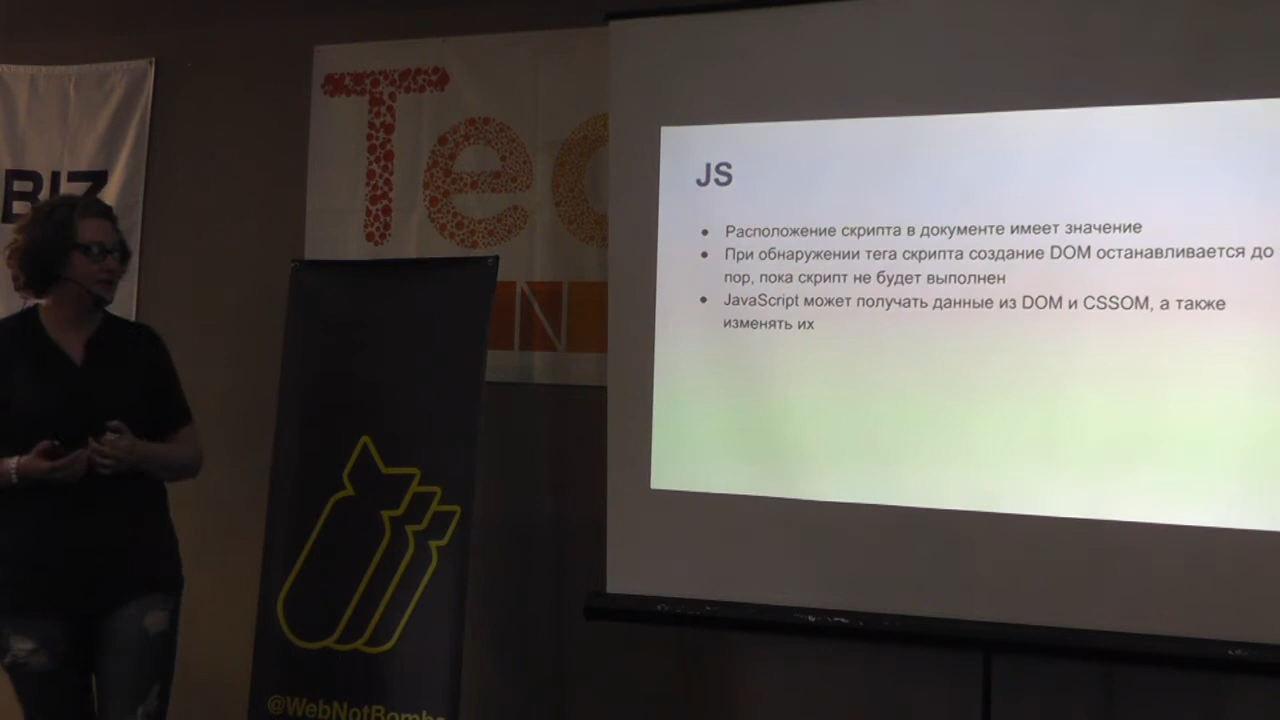 BIZ
Tec
N
@WebNotBombs
JS
• Расположение скрипта в документе имеет значение
• При обнаружении тега скрипта создание DOM останавливается до
пор, пока скрипт не будет выполнен
• JavaScript может получать данные из DOM и CSSOM, а также
изменять их